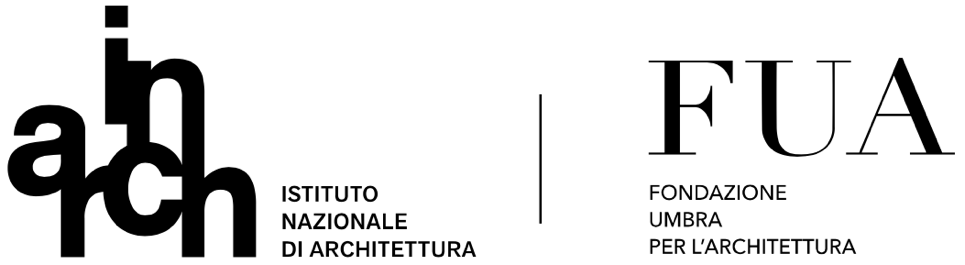 in
arch
ISTITUTO
NAZIONALE
DI ARCHITETTURA
FUA
FONDAZIONE
UMBRA
PER L'ARCHITETTURA